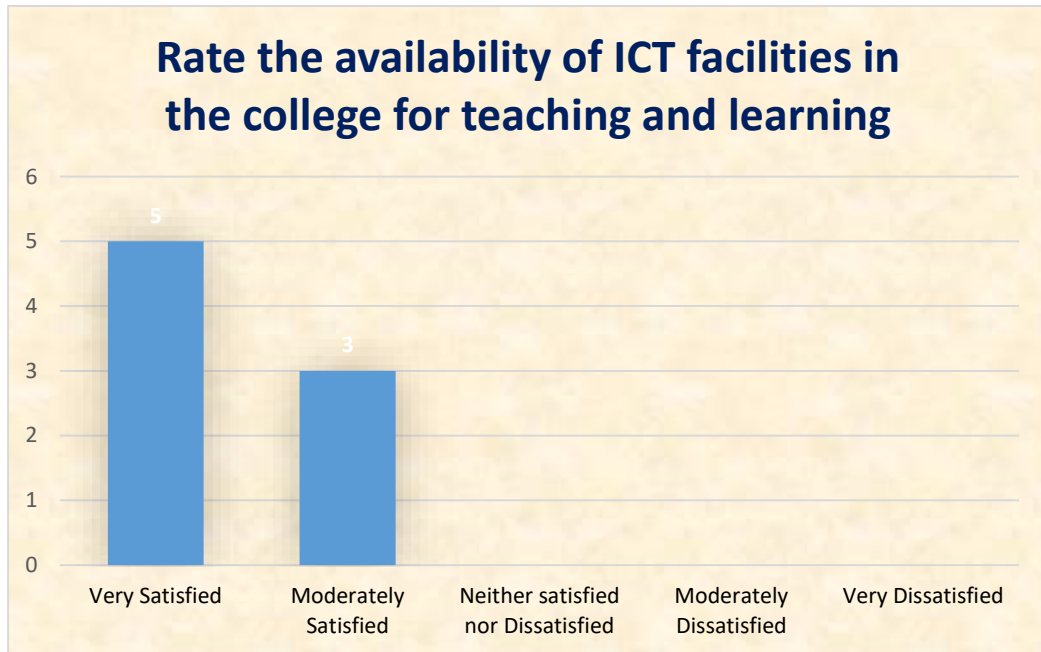 Rate the availability of ICT facilities in
the college for teaching and learning
6
5
5
4
3
3
2
1
0
Very Satisfied
Moderately
Satisfied
Neither satisfied
nor Dissatisfied
Moderately
Dissatisfied
Very Dissatisfied